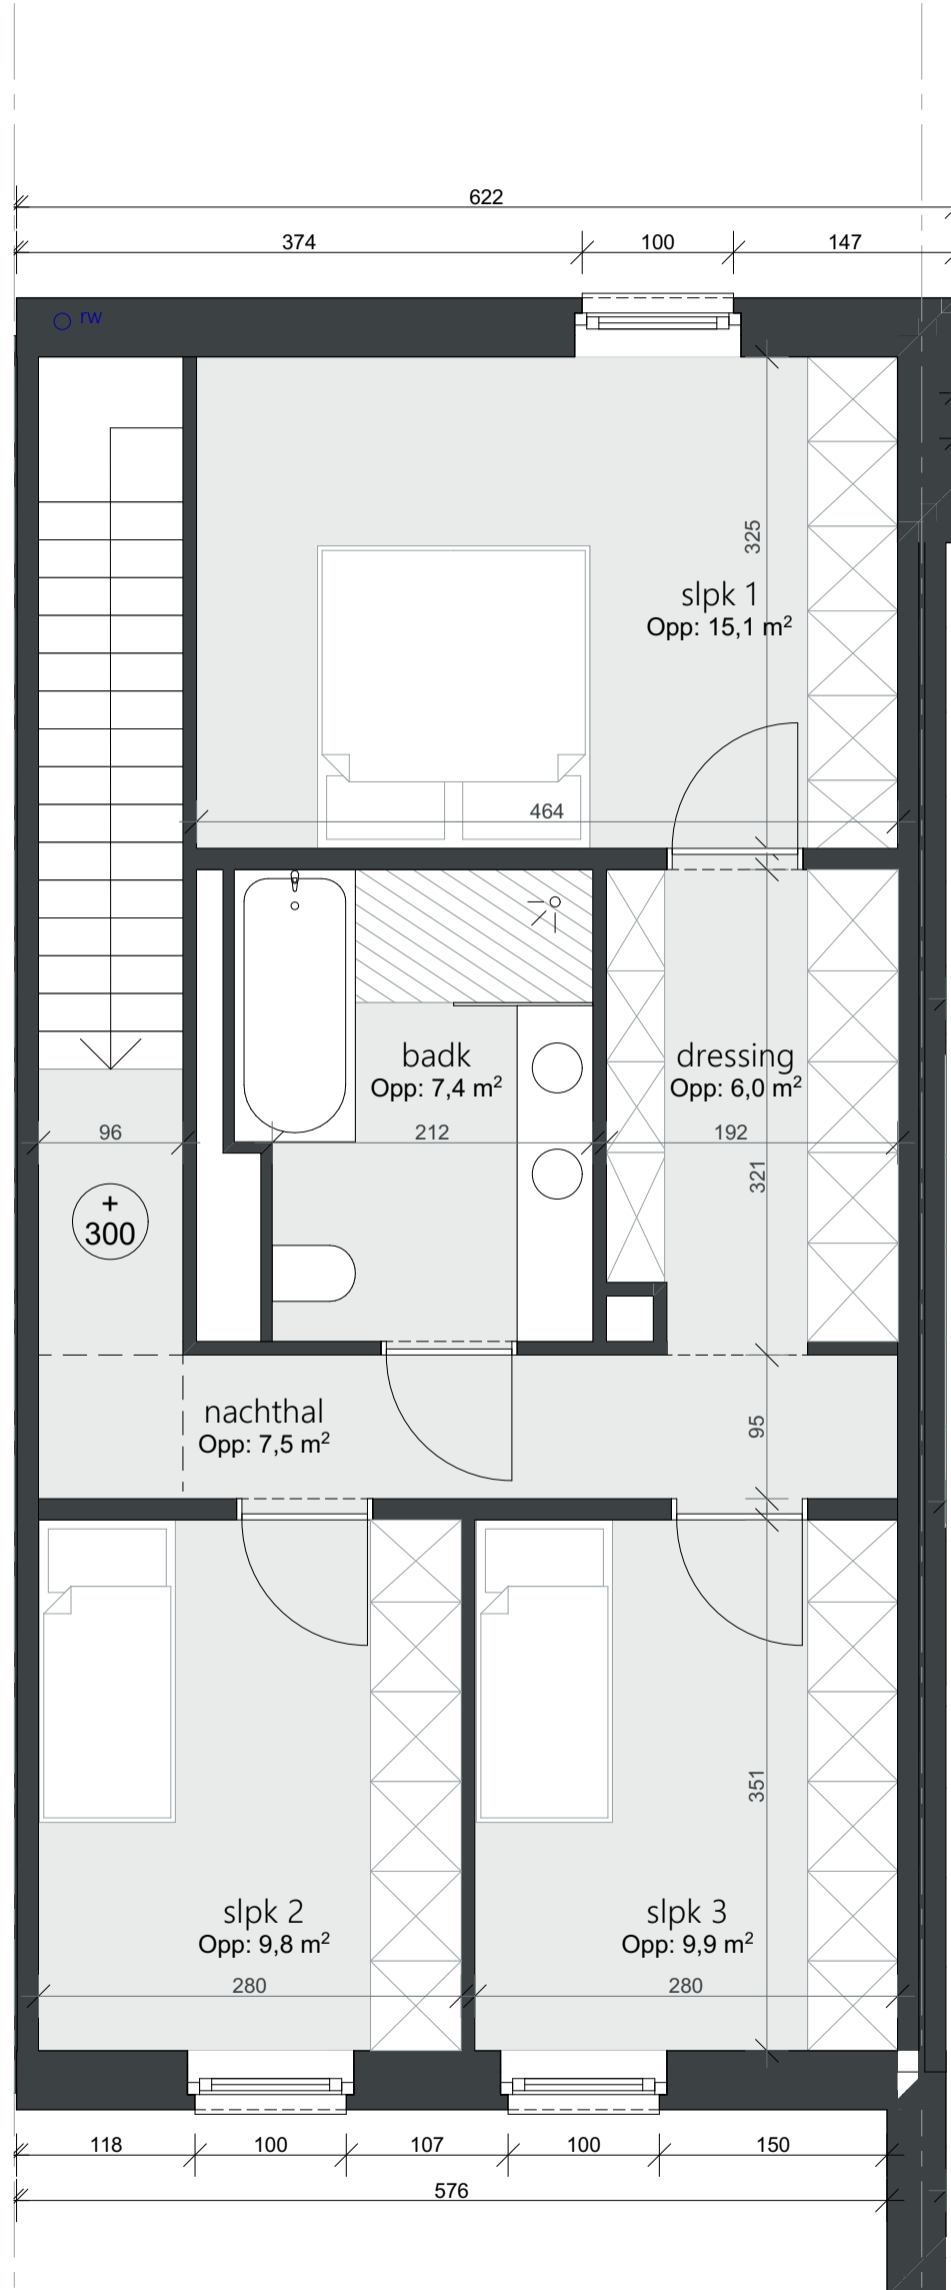 622
374 100 147
rw
325
slpk 1
Opp: 15,1 m²
464
badk
Opp: 7,4 m²
dressing
Opp: 6,0 m²
96 212 192
321
+
300
nachthal
Opp: 7,5 m²
95
351
slpk 2
Opp: 9,8 m²
slpk 3
Opp: 9,9 m²
280 280
118 100 107 100 150
576